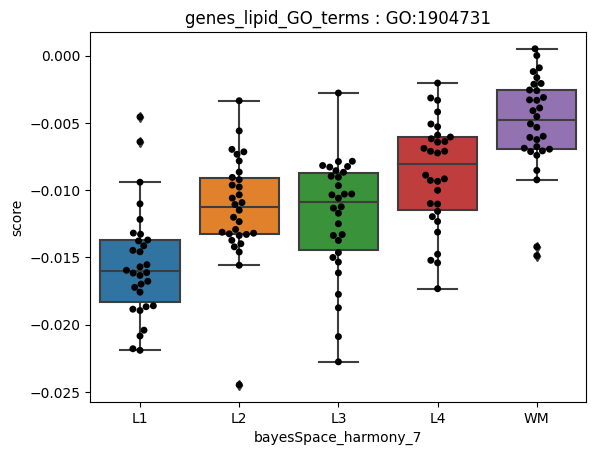 genes_lipid_GO_terms : GO:1904731
0.000
−0.005
−0.010
−0.015
−0.020
−0.025
score
L1 L2 L3 L4 WM
bayesSpace_harmony_7